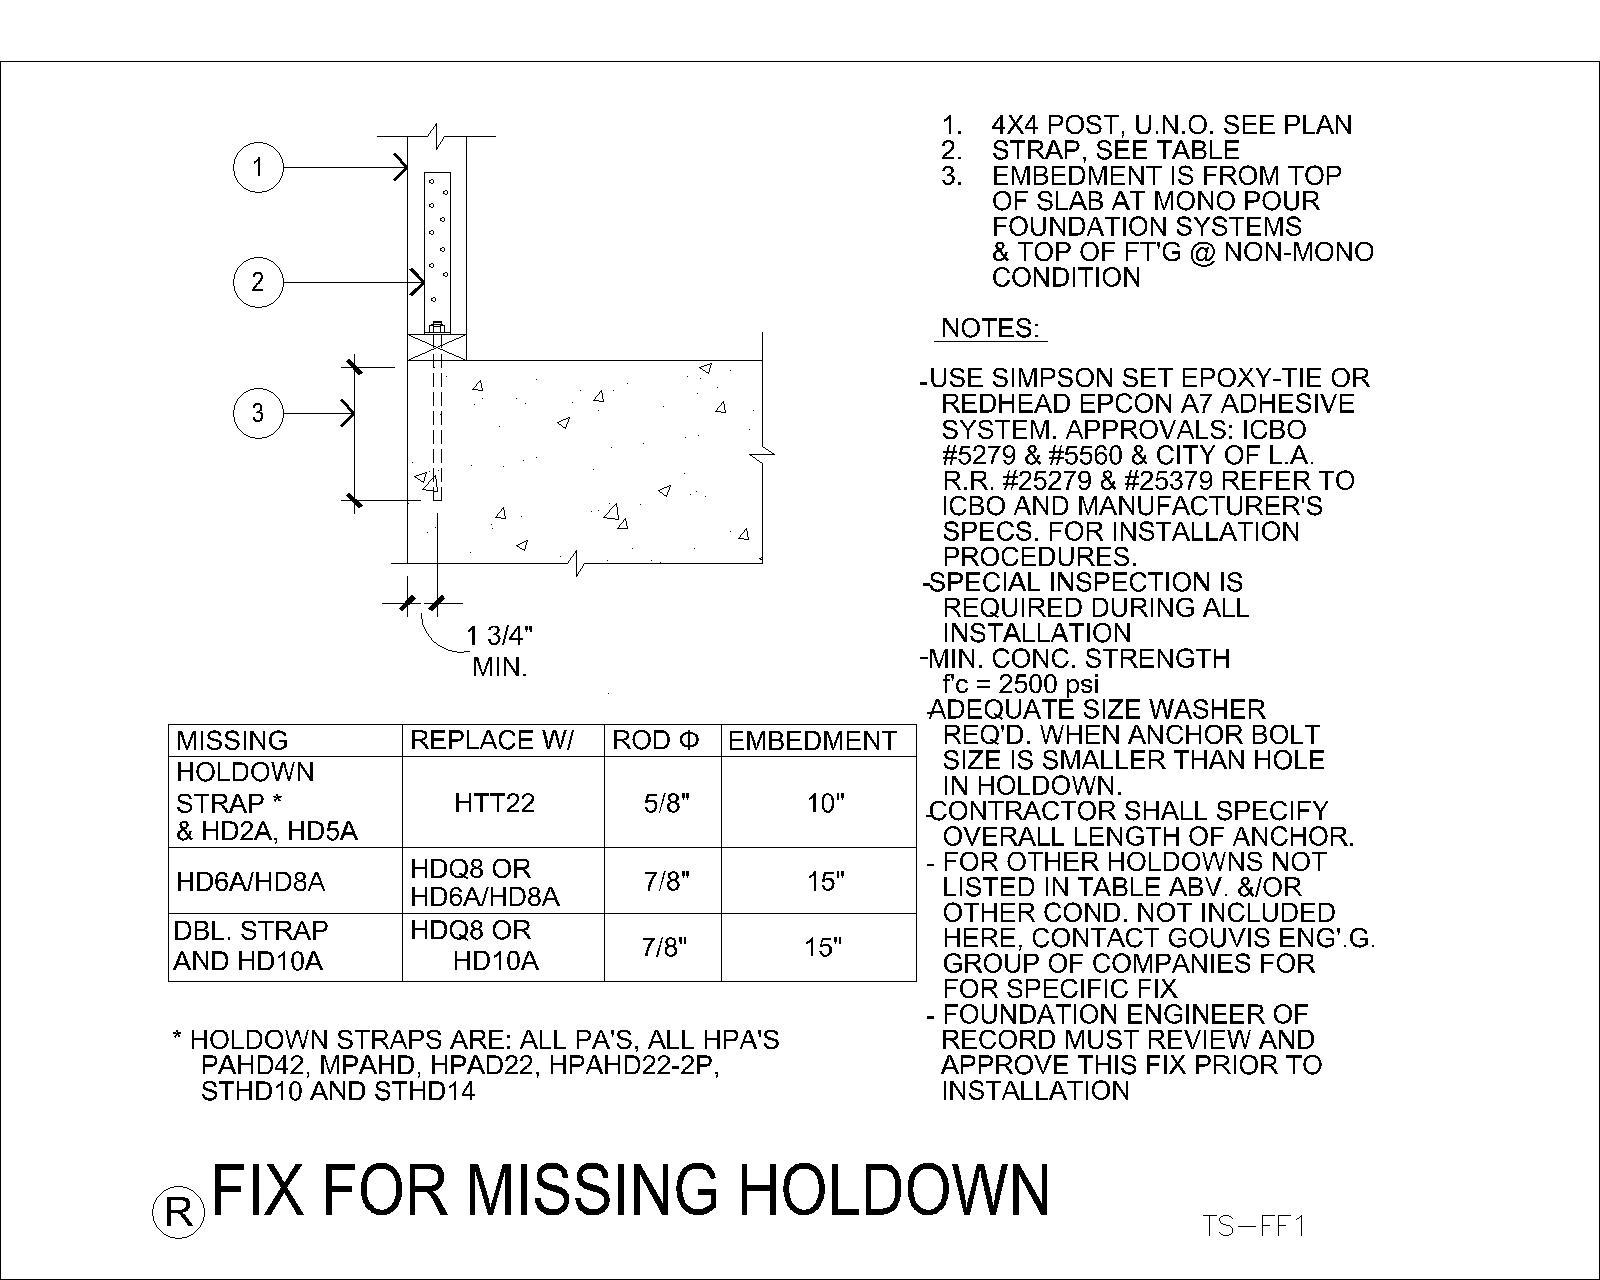 1
2
3
1 3/4"
MIN.
1. 4X4 POST, U.N.O. SEE PLAN
2. STRAP, SEE TABLE
3. EMBEDMENT IS FROM TOP
OF SLAB AT MONO POUR
FOUNDATION SYSTEMS
& TOP OF FT'G @ NON-MONO
CONDITION
NOTES:
-USE SIMPSON SET EPOXY-TIE OR
REDHEAD EPCON A7 ADHESIVE
SYSTEM. APPROVALS: ICBO
#5279 & #5560 & CITY OF L.A.
R.R. #25279 & #25379 REFER TO
ICBO AND MANUFACTURER'S
SPECS. FOR INSTALLATION
PROCEDURES.
-SPECIAL INSPECTION IS
REQUIRED DURING ALL
INSTALLATION
-MIN. CONC. STRENGTH
f'c = 2500 psi
-ADEQUATE SIZE WASHER
REQ'D. WHEN ANCHOR BOLT
SIZE IS SMALLER THAN HOLE
IN HOLDOWN.
-CONTRACTOR SHALL SPECIFY
OVERALL LENGTH OF ANCHOR.
- FOR OTHER HOLDOWNS NOT
LISTED IN TABLE ABV. &/OR
OTHER COND. NOT INCLUDED
HERE, CONTACT GOUVIS ENG'.G.
GROUP OF COMPANIES FOR
FOR SPECIFIC FIX
- FOUNDATION ENGINEER OF
RECORD MUST REVIEW AND
APPROVE THIS FIX PRIOR TO
INSTALLATION
MISSING REPLACE W/ ROD Φ EMBEDMENT
HOLDOWN
STRAP * HTT22 5/8" 10"
& HD2A, HD5A
HD6A/HD8A HDQ8 OR 7/8" 15"
HD6A/HD8A
DBL. STRAP HDQ8 OR 7/8" 15"
AND HD10A HD10A
* HOLDOWN STRAPS ARE: ALL PA'S, ALL HPA'S
PAHD42, MPAHD, HPAD22, HPAHD22-2P,
STHD10 AND STHD14
R FIX FOR MISSING HOLDOWN
TS-FF1